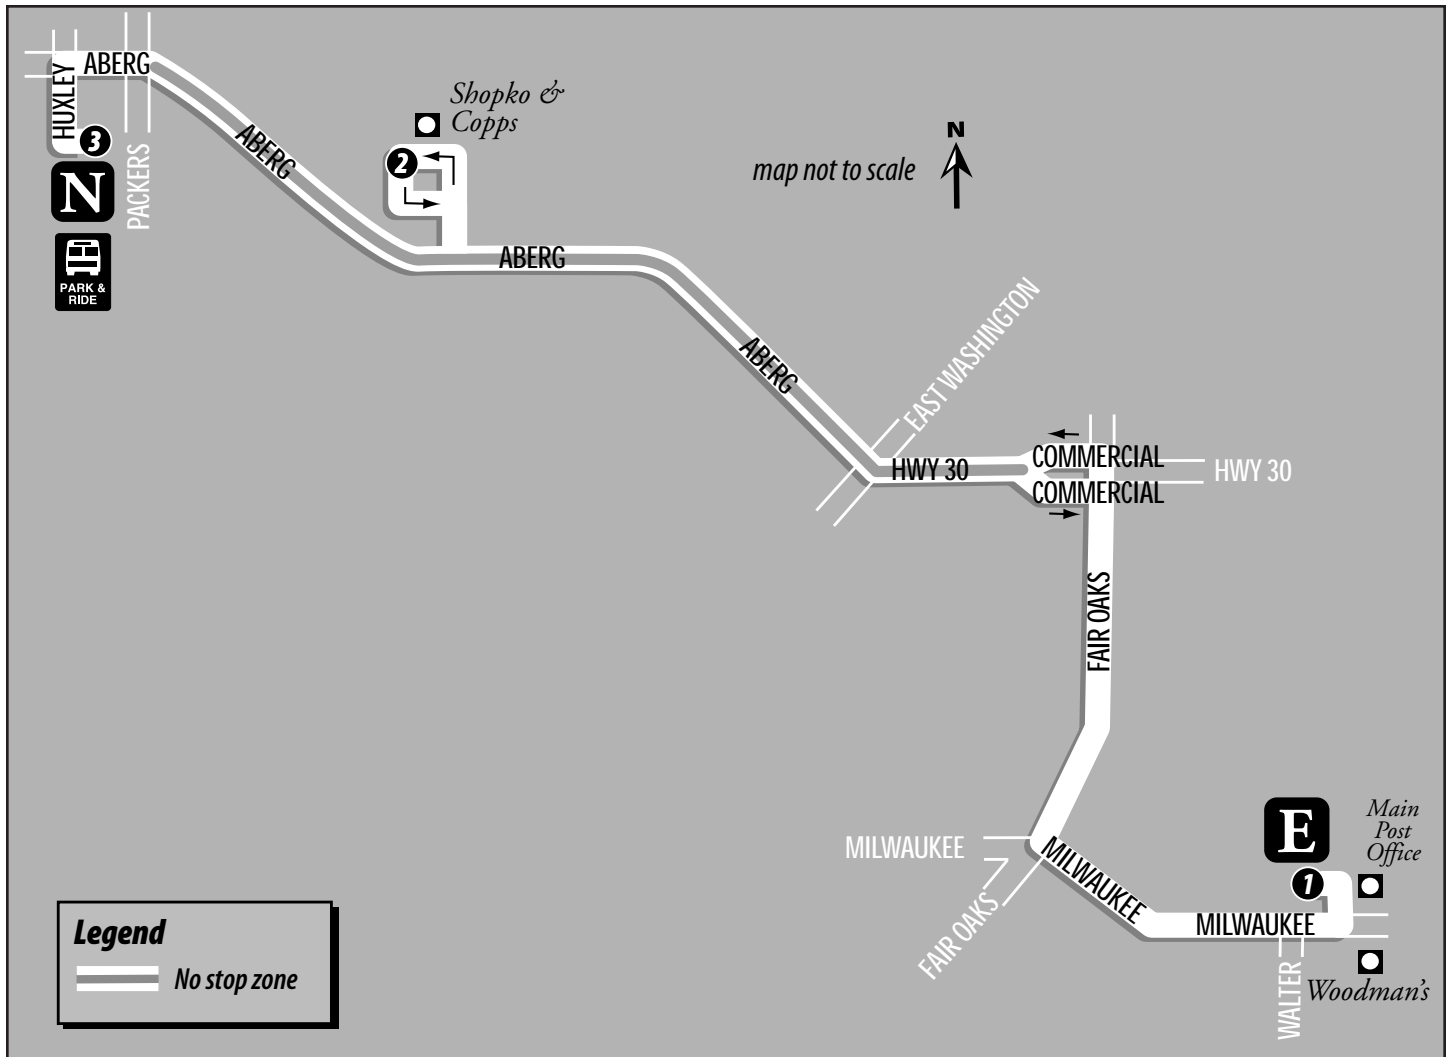 ABERG
HUXLEY
3
N
PACKERS
PARK &
RIDE
ABERG
Shopko &
Copps
2
N
map not to scale
ABERG
ABERG
EAST WASHINGTON
HWY 30
COMMERCIAL
COMMERCIAL
HWY 30
FAIR OAKS
MILWAUKEE
FAIR OAKS
MILWAUKEE
MILWAUKEE
E
1
Main
Post
Office
WALTER
Woodman's
Legend
No stop zone